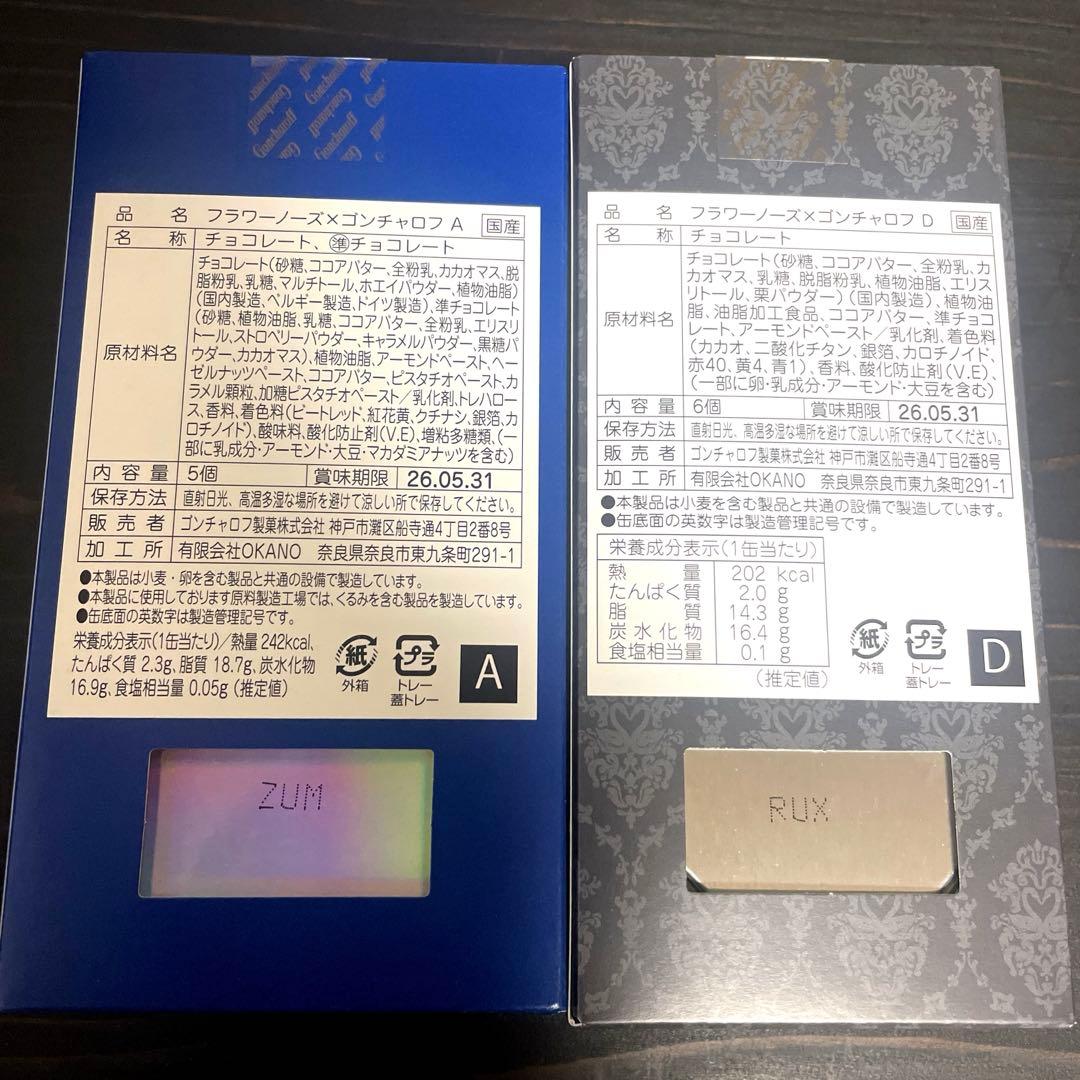 Goncharoff
品名 フラワーノーズ×ゴンチャロフ A 国産
名称 チョコレート、準チョコレート
原材料名
チョコレート(砂糖、ココアバター、全粉乳、カカオマス、脱
脂粉乳、乳糖、マルチトール、ホエイパウダー、植物油脂)
(国内製造、ベルギー製造、ドイツ製造)、準チョコレート
(砂糖、植物油脂、乳糖、ココアバター、全粉乳、エリスリ
トール、ストロベリーパウダー、キャラメルパウダー、黒糖パ
ウダー、カカオマス)、植物油脂、アーモンドペースト、ヘー
ゼルナッツペースト、ココアバター、ピスタチオペースト、カ
ラメル顆粒、加糖ピスタチオペースト/乳化剤、トレハロー
ス、香料、着色料(ビートレッド、紅花黄、クチナシ、銀箔、カ
ロチノイド)、酸味料、酸化防止剤(V.E)、増粘多糖類、(一
部に乳成分・アーモンド・大豆・マカダミアナッツを含む)
内容量 5個 賞味期限 26.05.31
保存方法 直射日光、高温多湿な場所を避けて涼しい所で保存してください。
販売者 ゴンチャロフ製菓株式会社 神戸市灘区船寺通4丁目2番8号
加工所 有限会社OKANO 奈良県奈良市東九条町291-1
●本製品は小麦・卵を含む製品と共通の設備で製造しています。
●本製品に使用しております原料製造工場では、くるみを含む製品を製造しています。
●缶底面の英数字は製造管理記号です。
栄養成分表示(1缶当たり)/熱量 242kcal、
たんぱく質 2.3g、脂質 18.7g、炭水化物
16.9g、食塩相当量 0.05g(推定値)
紙
外箱
プラ
トレー
蓋トレー
A
ZUM
品名 フラワーノーズ×ゴンチャロフ D 国産
名称 チョコレート
原材料名
チョコレート(砂糖、ココアバター、全粉乳、カ
カオマス、乳糖、脱脂粉乳、植物油脂、エリス
リトール、栗パウダー)(国内製造)、植物油
脂、油脂加工食品、ココアバター、準チョコ
レート、アーモンドペースト/乳化剤、着色料
(カカオ、二酸化チタン、銀箔、カロチノイド、
赤40、黄4、青1)、香料、酸化防止剤(V.E)、
(一部に卵・乳成分・アーモンド・大豆を含む)
内容量 6個 賞味期限 26.05.31
保存方法 直射日光、高温多湿な場所を避けて涼しい所で保存してください。
販売者 ゴンチャロフ製菓株式会社 神戸市灘区船寺通4丁目2番8号
加工所 有限会社OKANO 奈良県奈良市東九条町291-1
●本製品は小麦を含む製品と共通の設備で製造しています。
●缶底面の英数字は製造管理記号です。
栄養成分表示(1缶当たり)
熱量 202 kcal
たんぱく質 2.0 g
脂質 14.3 g
炭水化物 16.4 g
食塩相当量 0.1 g
(推定値)
紙
外箱
プラ
トレー
蓋トレー
D
RUX